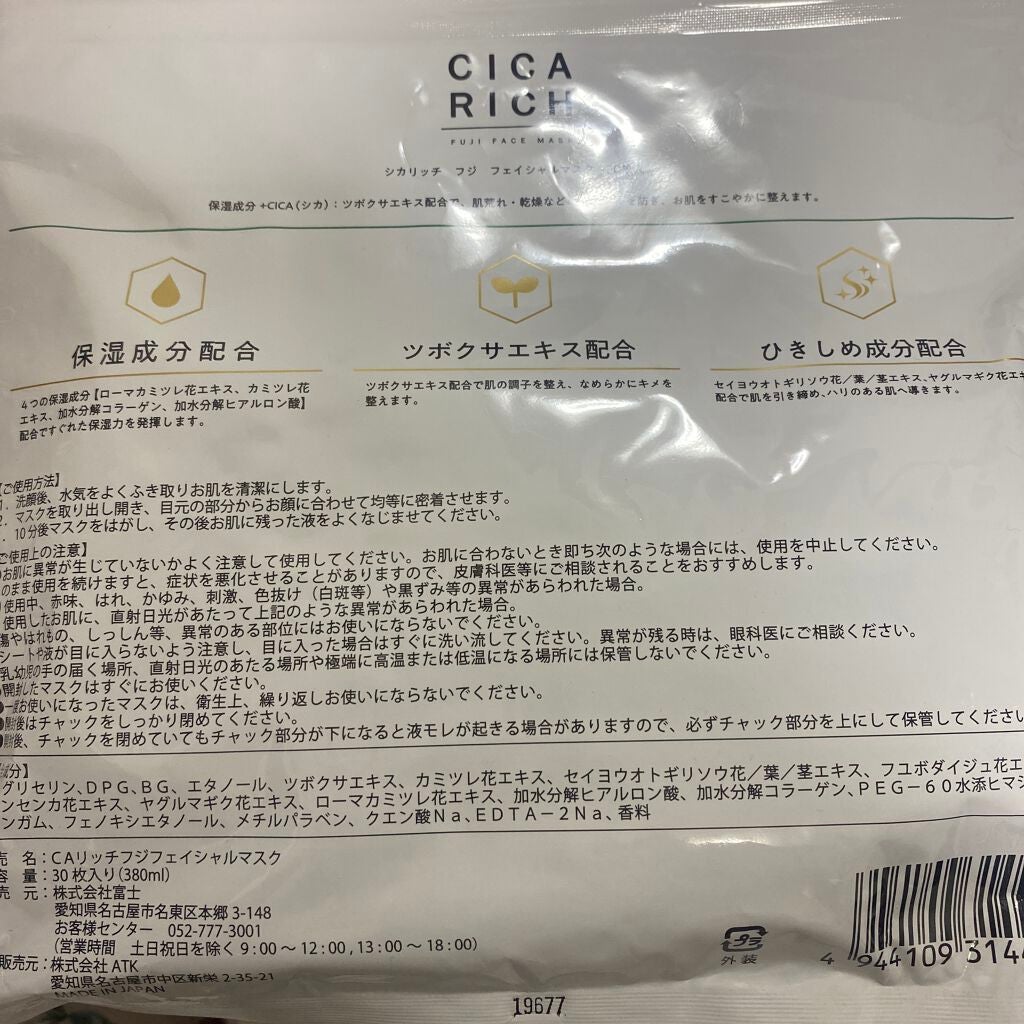 CICA
RICH
FUJI FACE MAS
シカリッチ フジ フェイシャルマスク
保湿成分+CICA(シカ):ツボクサエキス配合で、肌荒れ・乾燥など を防ぎ、お肌をすこやかに整えます。
保湿成分配合
4つの保湿成分【ローマカミツレ花エキス、カミツレ花
エキス、加水分解コラーゲン、加水分解ヒアルロン酸】
配合ですぐれた保湿力を発揮します。
ツボクサエキス配合
ツボクサエキス配合で肌の調子を整え、なめらかにキメを
整えます。
ひきしめ成分配合
セイヨウオトギリソウ花/葉/茎エキス、ヤグルマギク花エキ
配合で肌を引き締め、ハリのある肌へ導きます。
【ご使用方法】
1. 洗顔後、水気をよくふき取りお肌を清潔にします。
2. マスクを取り出し開き、目元の部分からお顔に合わせて均等に密着させます。
. 10分後マスクをはがし、その後お肌に残った液をよくなじませてください。
ご使用上の注意】
お肌に異常が生じていないかよく注意して使用してください。お肌に合わないとき即ち次のような場合には、使用を中止してください。
のまま使用を続けますと、症状を悪化させることがありますので、皮膚科医等にご相談されることをおすすめします。
使用中、赤味、はれ、かゆみ、刺激、色抜け(白斑等)や黒ずみ等の異常があらわれた場合。
使用したお肌に、直射日光があたって上記のような異常があらわれた場合。
傷やはれもの、しっしん等、異常のある部位にはお使いにならないでください。
シートや液が目に入らないよう注意し、目に入った場合はすぐに洗い流してください。異常が残る時は、眼科医にご相談ください。
乳幼児の手の届く場所、直射日光のあたる場所や極端に高温または低温になる場所には保管しないでください。
開封したマスクはすぐにお使いください。
●一度お使いになったマスクは、衛生上、繰り返しお使いにならないでください。
●開封後はチャックをしっかり閉めてください。
●開封後、チャックを閉めていてもチャック部分が下になると液モレが起きる場合がありますので、必ずチャック部分を上にして保管してください
成分】
グリセリン、DPG、BG、エタノール、ツボクサエキス、カミツレ花エキス、セイヨウオトギリソウ花/葉/茎エキス、フユボダイジュ花エ
ンセンカ花エキス、ヤグルマギク花エキス、ローマカミツレ花エキス、加水分解ヒアルロン酸、加水分解コラーゲン、PEG-60水添ヒマシ
ンガム、フェノキシエタノール、メチルパラベン、クエン酸Na、EDTA-2Na、香料
売 名:CAリッチフジフェイシャルマスク
容 量:30枚入り(380ml)
売 元:株式会社富士
愛知県名古屋市名東区本郷3-148
お客様センター 052-777-3001
(営業時間 土日祝日を除く9:00~12:00,13:00~18:00)
販売元:株式会社ATK
愛知県名古屋市中区新栄2-35-21
MADE IN JAPAN
プラ
外装
4 944109 314
19677